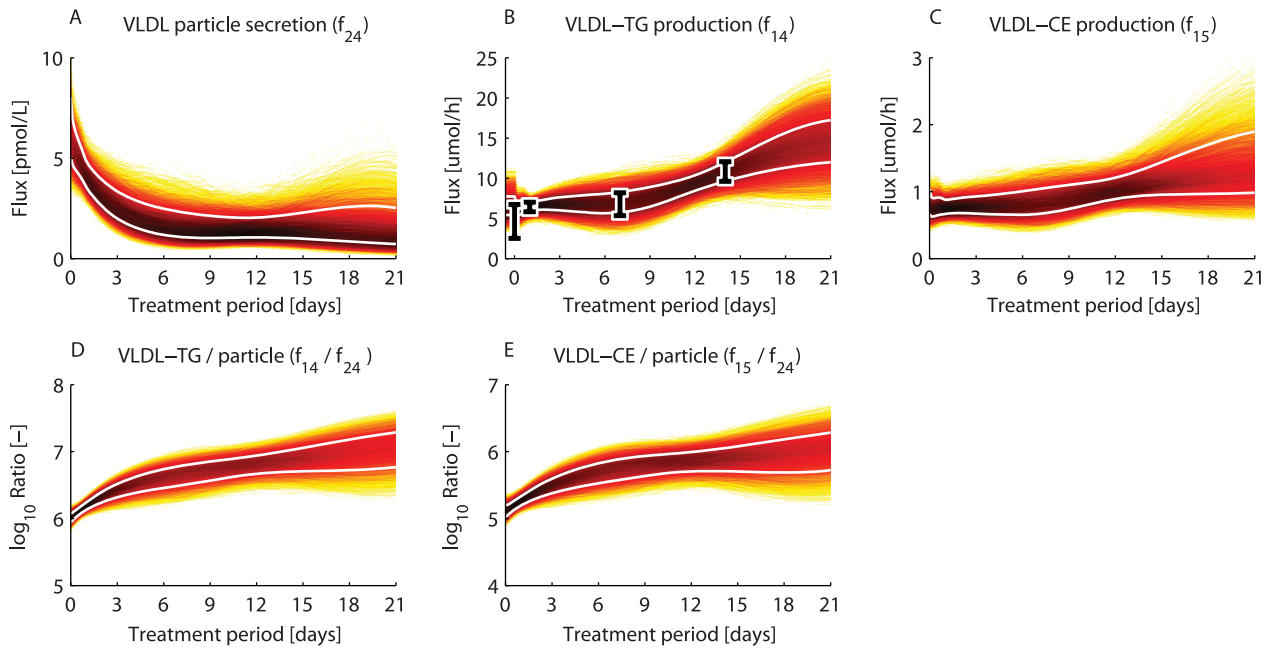 A VLDL particle secretion (f24)
Flux [pmol/L]
10
5
0
0 3 6 9 12 15 18 21
Treatment period [days]
B VLDL–TG production (f14)
Flux [umol/h]
25
20
15
10
5
0
0 3 6 9 12 15 18 21
Treatment period [days]
C VLDL–CE production (f15)
Flux [umol/h]
3
2
1
0
0 3 6 9 12 15 18 21
Treatment period [days]
D VLDL–TG / particle (f14 / f24)
log10 Ratio [–]
8
7
6
5
0 3 6 9 12 15 18 21
Treatment period [days]
E VLDL–CE / particle (f15 / f24)
log10 Ratio [–]
7
6
5
4
0 3 6 9 12 15 18 21
Treatment period [days]